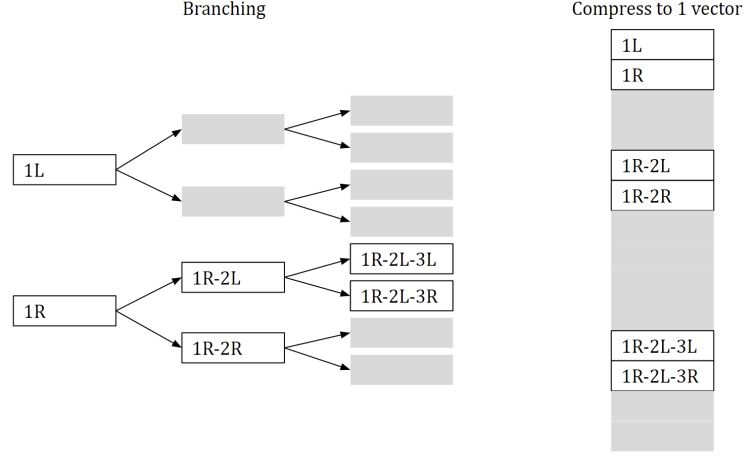 Branching
1L
1R
1R-2L
1R-2R
1R-2L-3L
1R-2L-3R
Compress to 1 vector
1L
1R
1R-2L
1R-2R
1R-2L-3L
1R-2L-3R